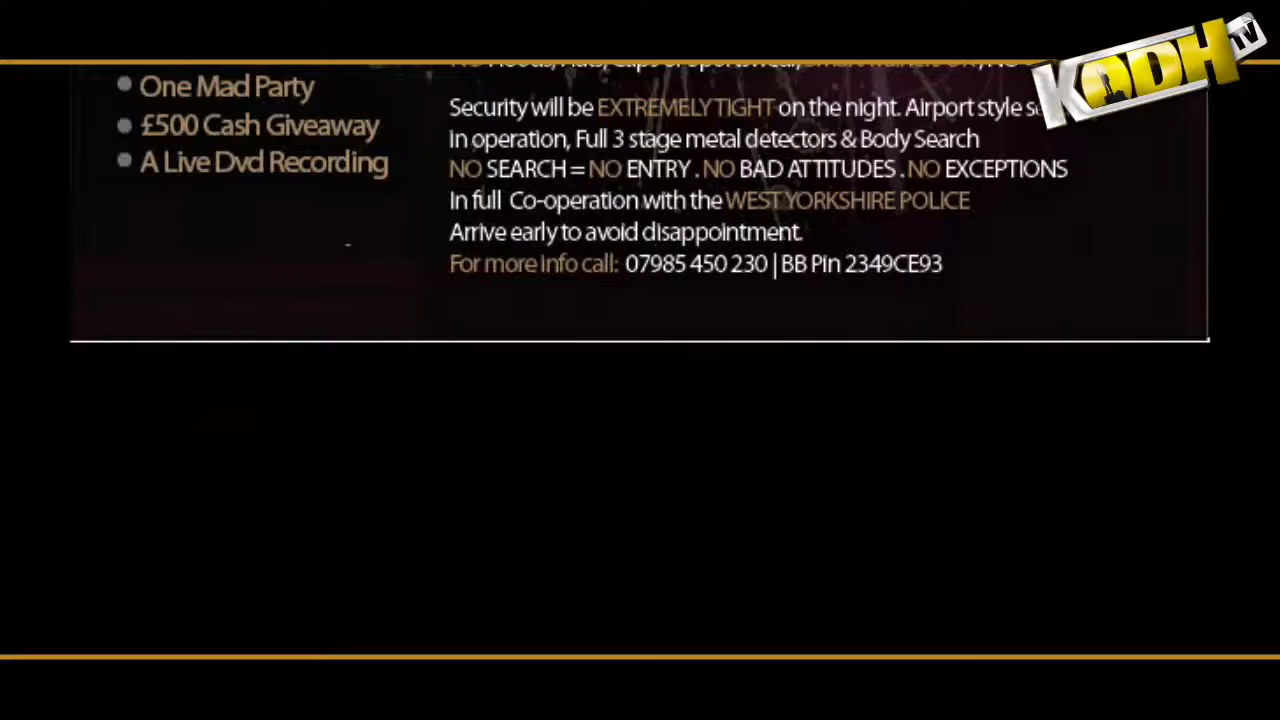 One Mad Party
£500 Cash Giveaway
A Live Dvd Recording
Security will be EXTREMELY TIGHT on the night. Airport style
In operation, Full 3 stage metal detectors & Body Search
NO SEARCH = NO ENTRY . NO BAD ATTITUDES . NO EXCEPTIONS
In full Co-operation with the WEST YORKSHIRE POLICE
Arrive early to avoid disappointment.
For more Info call: 07985 450 230 | BB Pin 2349CE93
TV